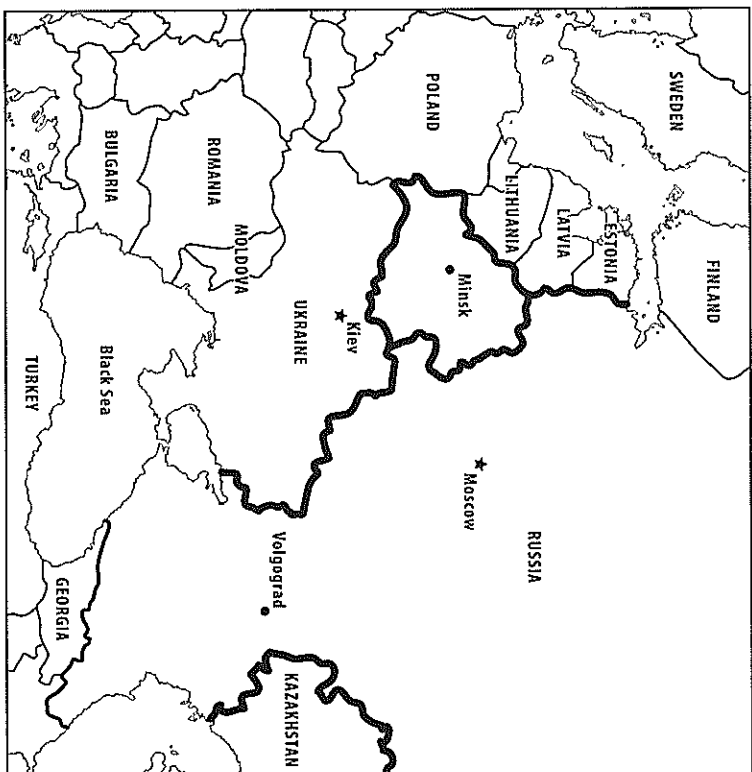 SWEDEN
FINLAND
ESTONIA
LATVIA
LITHUANIA
RUSSIA
POLAND
Minsk
Moscow
Kiev
UKRAINE
KAZAKHSTAN
Volgograd
MOLDOVA
ROMANIA
BULGARIA
Black Sea
GEORGIA
TURKEY